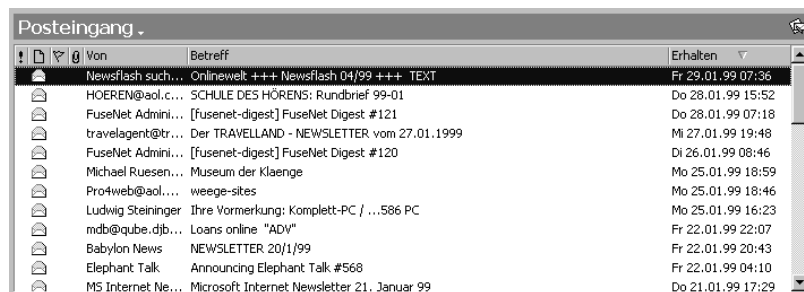 Posteingang
! Von Betreff Erhalten
Newsflash such... Onlinewelt +++ Newsflash 04/99 +++ TEXT Fr 29.01.99 07:36
HOEREN@aol.c... SCHULE DES HÖRENS: Rundbrief 99-01 Do 28.01.99 15:52
FuseNet Admini... [fusenet-digest] FuseNet Digest #121 Do 28.01.99 07:18
travelagent@tr... Der TRAVELLAND - NEWSLETTER vom 27.01.1999 Mi 27.01.99 19:48
FuseNet Admini... [fusenet-digest] FuseNet Digest #120 Di 26.01.99 08:46
Michael Ruesen... Museum der Klaenge Mo 25.01.99 18:59
Pro4web@aol.... weege-sites Mo 25.01.99 18:46
Ludwig Steininger Ihre Vormerkung: Komplett-PC / ...586 PC Mo 25.01.99 16:23
mdb@qube.djb... Loans online "ADV" Fr 22.01.99 22:07
Babylon News NEWSLETTER 20/1/99 Fr 22.01.99 20:43
Elephant Talk Announcing Elephant Talk #568 Fr 22.01.99 04:10
MS Internet Ne... Microsoft Internet Newsletter 21. Januar 99 Do 21.01.99 17:29